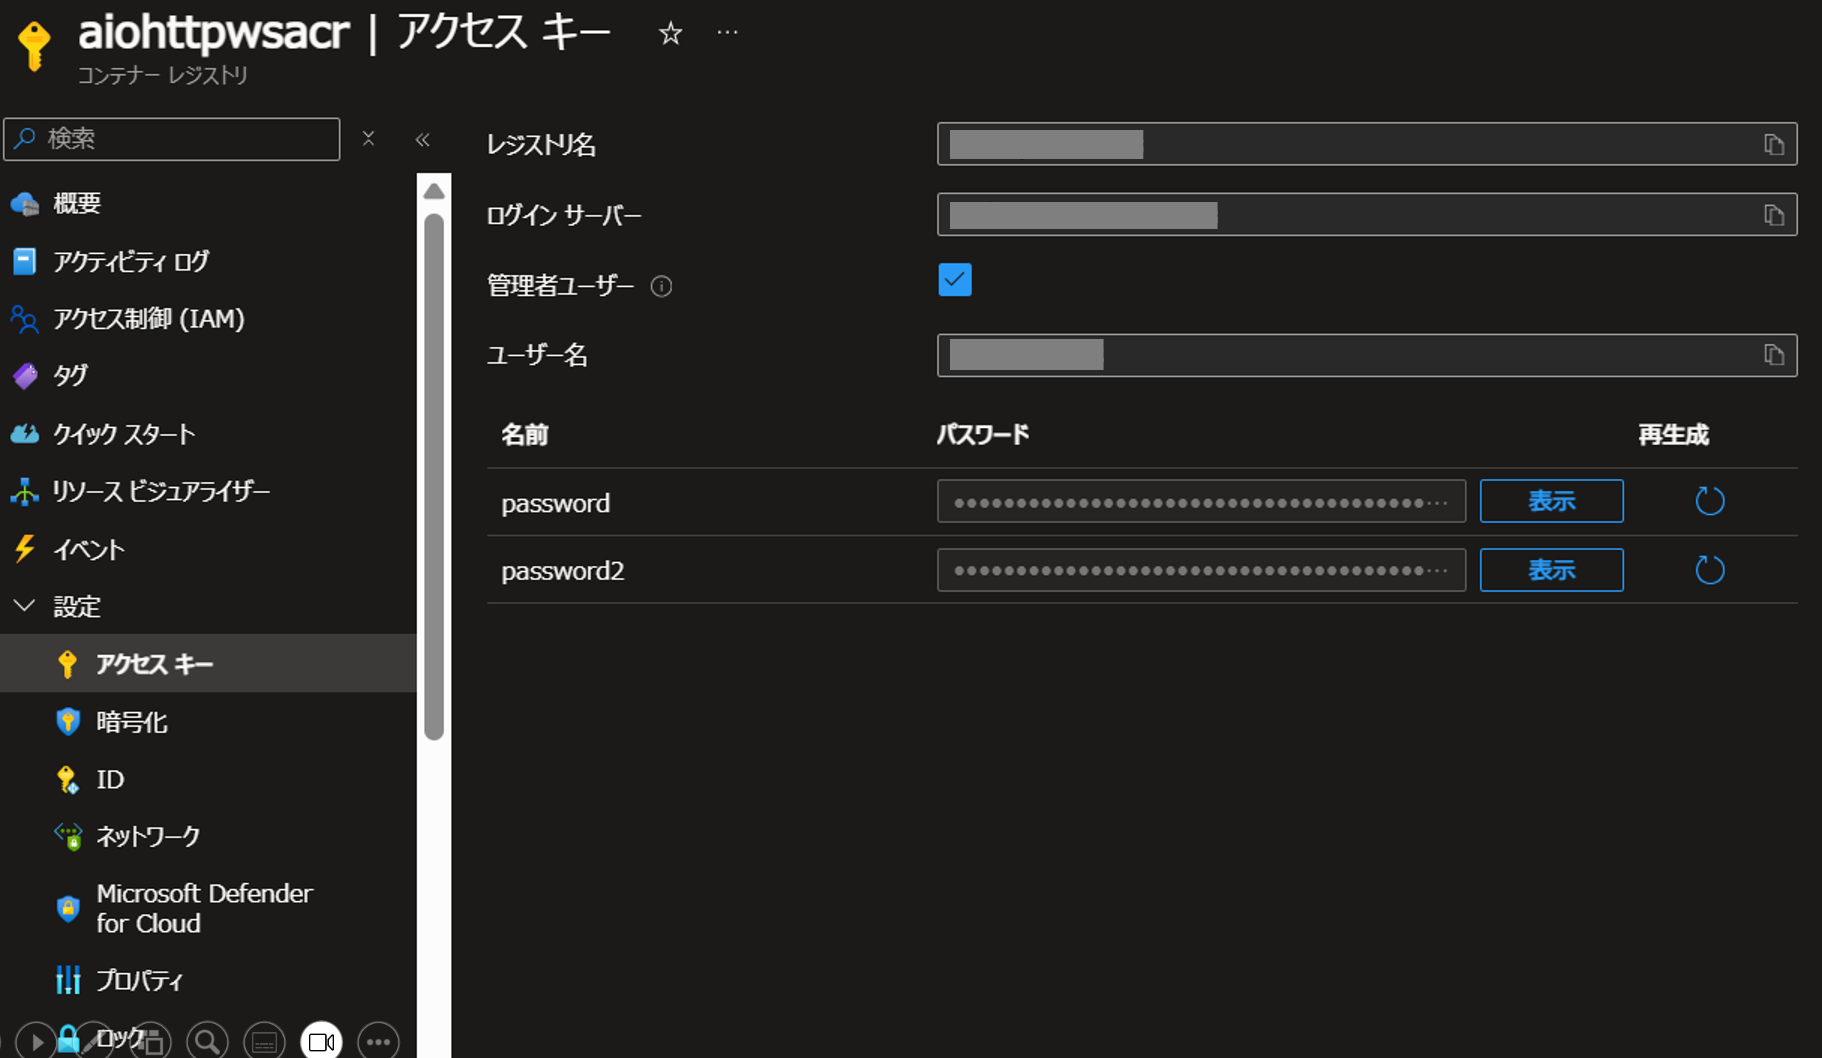 aiohttpwsacr | アクセス キー
コンテナー レジストリ
検索
概要
アクティビティ ログ
アクセス制御 (IAM)
タグ
クイック スタート
リソース ビジュアライザー
イベント
設定
アクセス キー
暗号化
ID
ネットワーク
Microsoft Defender
for Cloud
プロパティ
ロック
レジストリ名
ログイン サーバー
管理者ユーザー
ユーザー名
名前 パスワード 再生成
password 表示
password2 表示